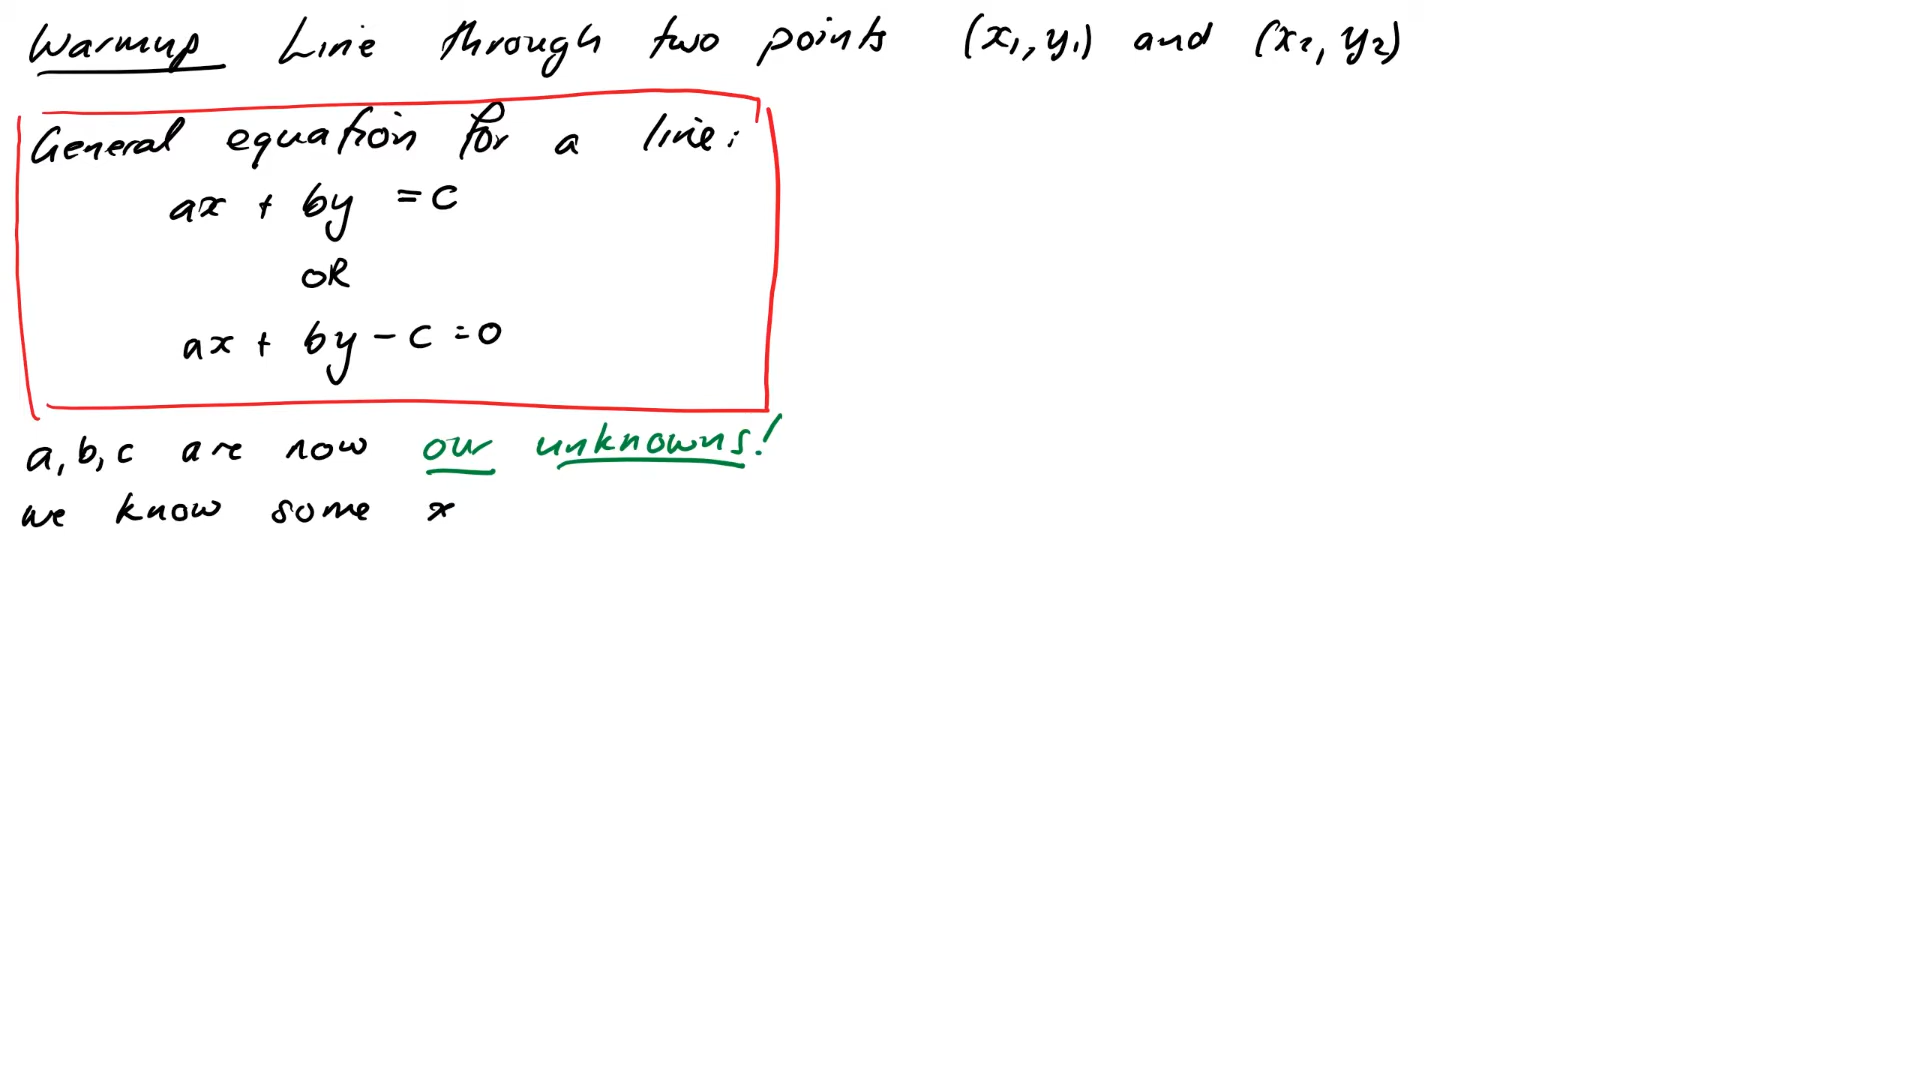 Warmup Line through two points (x₁, y₁) and (x₂, y₂)
General equation for a line:
ax + by = c
OR
ax + by - c = 0
a, b, c are now our unknowns!
we know some x